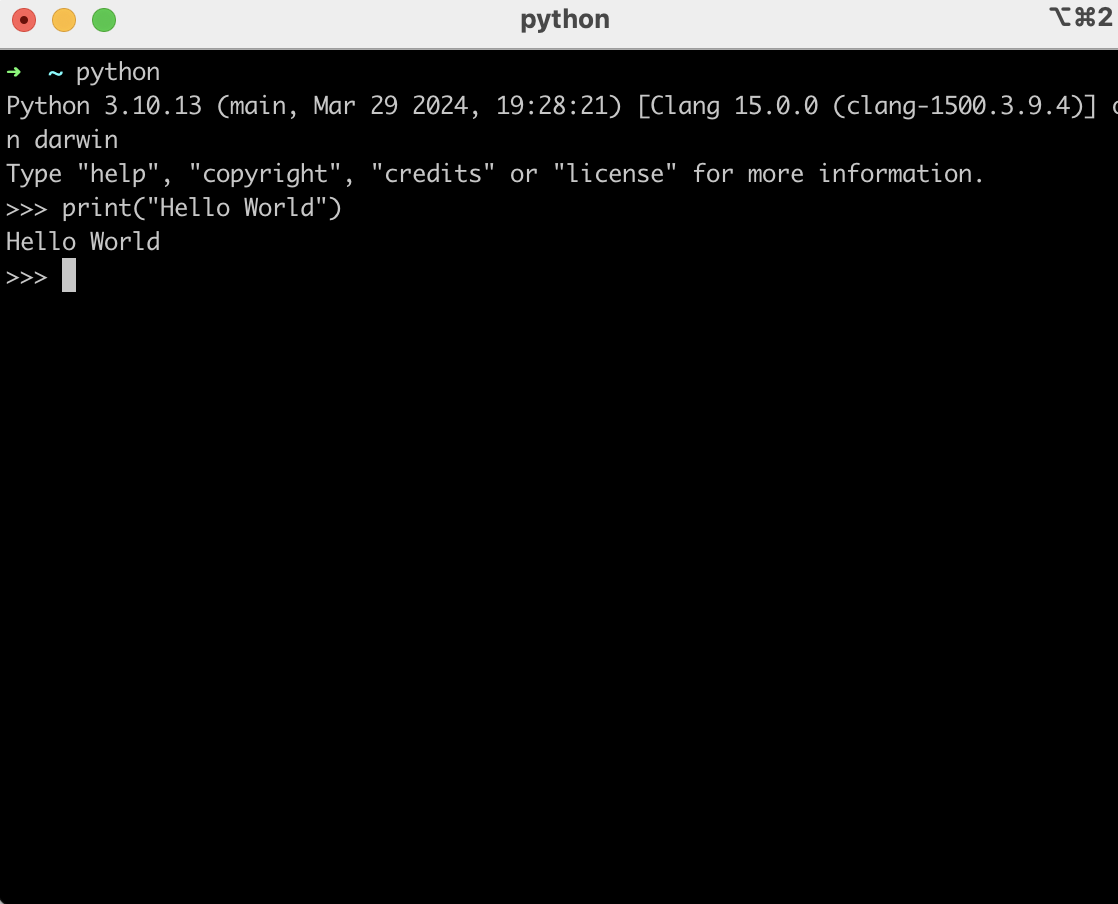 python
⌥⌘2
➜  ~ python
Python 3.10.13 (main, Mar 29 2024, 19:28:21) [Clang 15.0.0 (clang-1500.3.9.4)] o
n darwin
Type "help", "copyright", "credits" or "license" for more information.
>>> print("Hello World")
Hello World
>>>